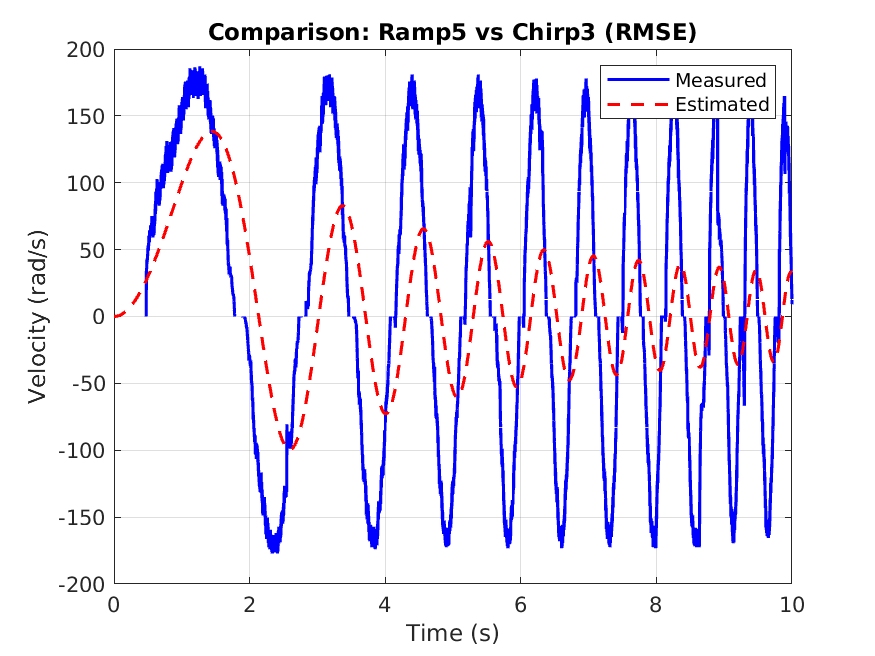 Comparison: Ramp5 vs Chirp3 (RMSE)
200
150
100
50
0
-50
-100
-150
-200
Velocity (rad/s)
Measured
Estimated
0 2 4 6 8 10
Time (s)